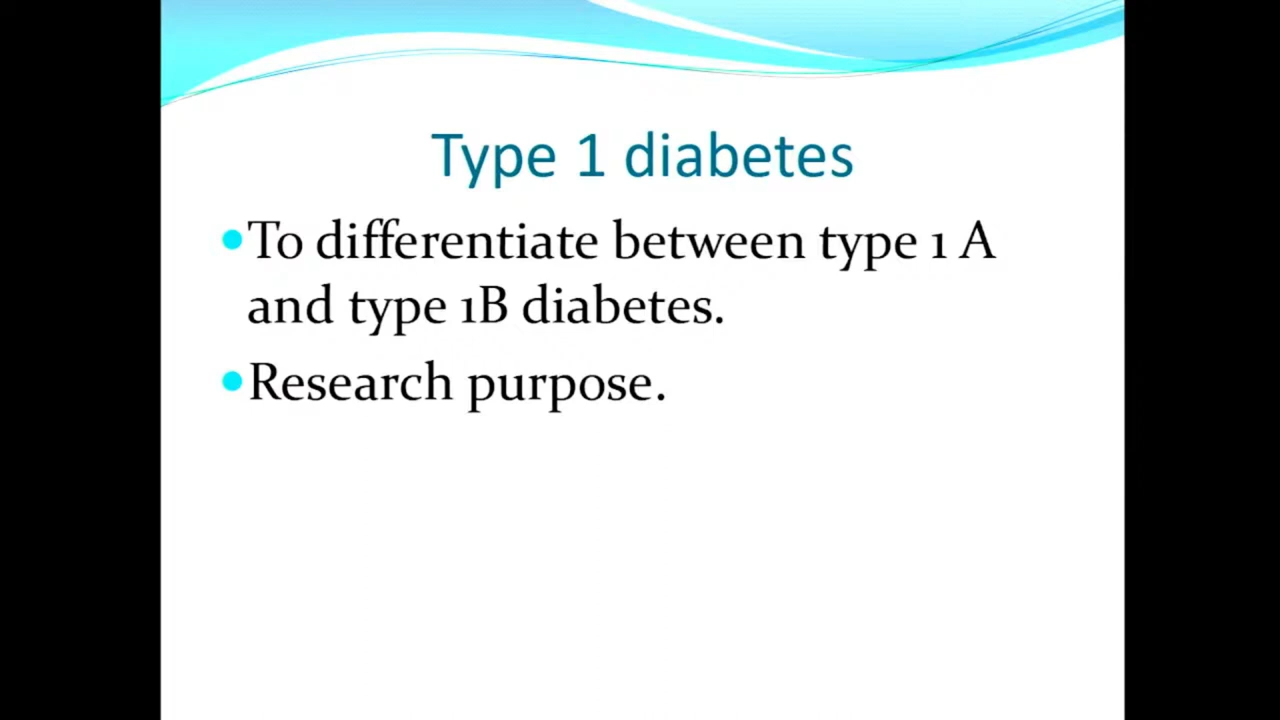 Type 1 diabetes
•To differentiate between type 1 A
and type 1B diabetes.
•Research purpose.